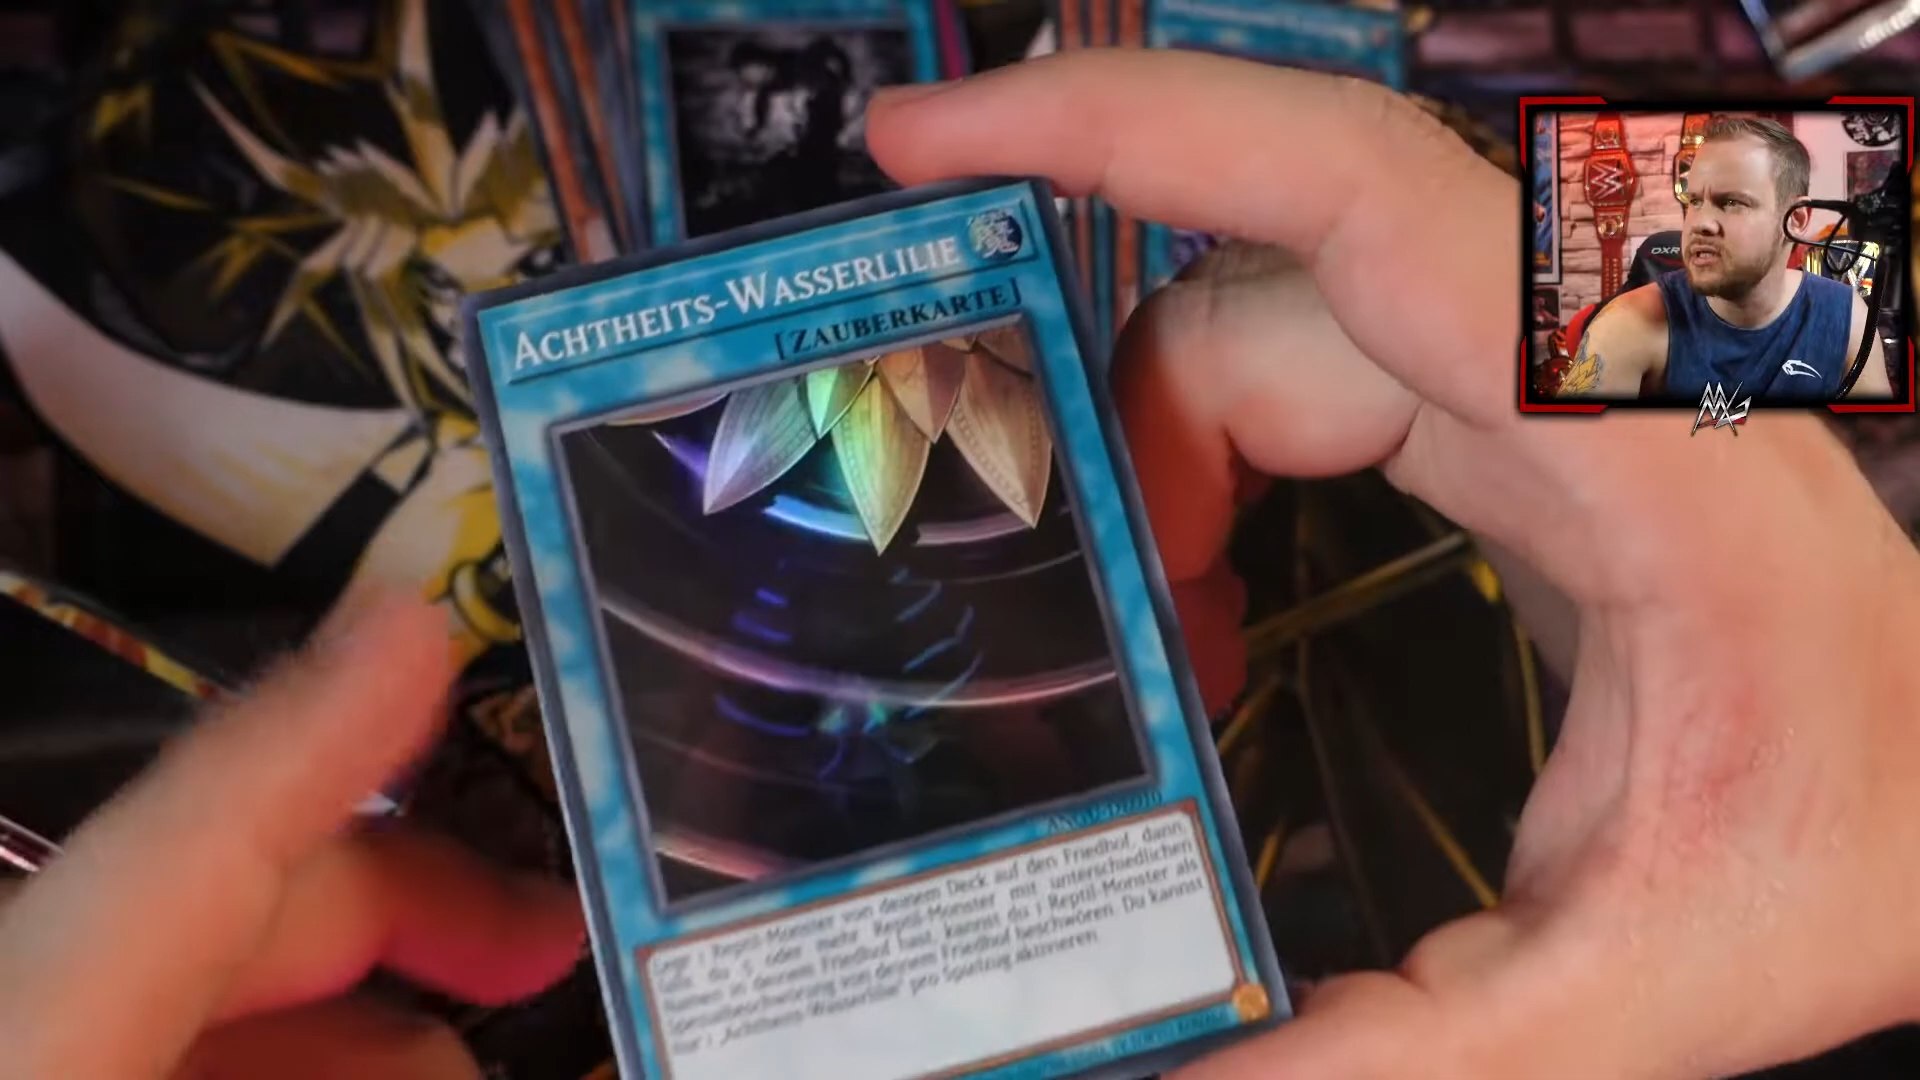 ACHTHEITS-WASSERLILIE
[ZAUBERKARTE]
DXR
Lege 1 Reptil-Monster von deinem Deck auf den Friedhof, dann,
falls du 5 oder mehr Reptil-Monster mit unterschiedlichen
Namen in deinem Friedhof hast, kannst du 1 Reptil-Monster als
Spezialbeschwörung von deinem Friedhof beschwören. Du kannst
nur 1 „Achtheits-Wasserlilie" pro Spielzug aktivieren.